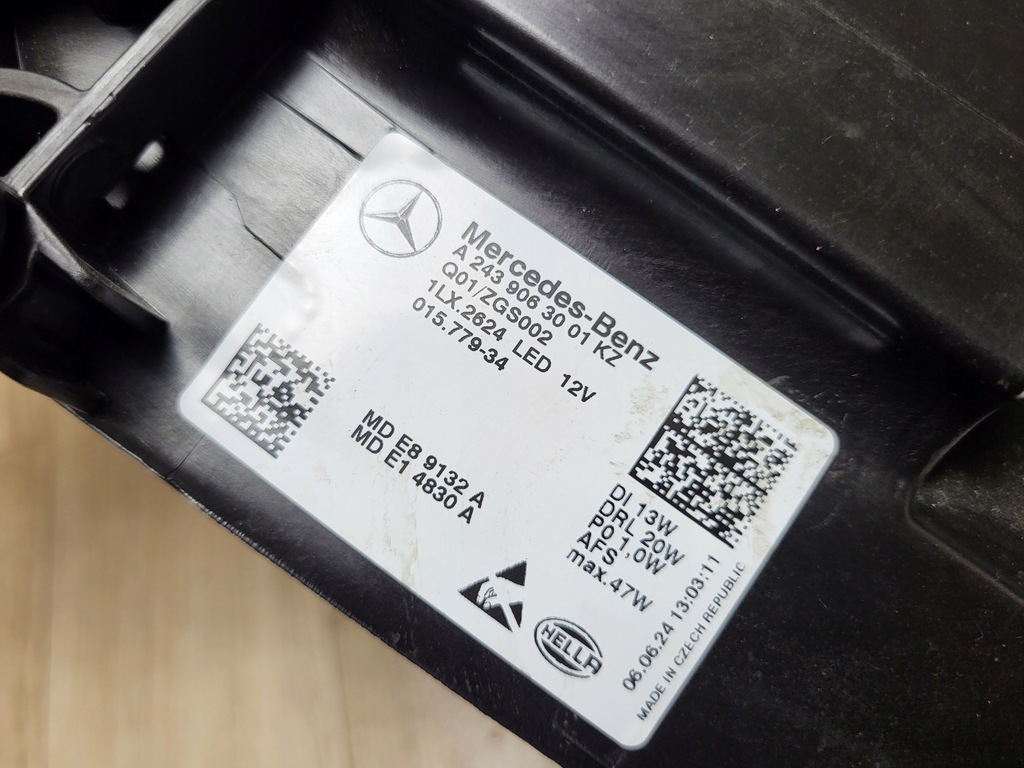 Mercedes-Benz
A 243 906 30 01 KZ
Q01/ZGS002
1LX.2624 LED 12V
015.779-34
MD E8 9132 A
MD E1 4830 A
DI 13W
DRL 20W
PO 1,0W
AFS
max.47W
HELLA
06.06.24 13:03:11
MADE IN CZECH REPUBLIC